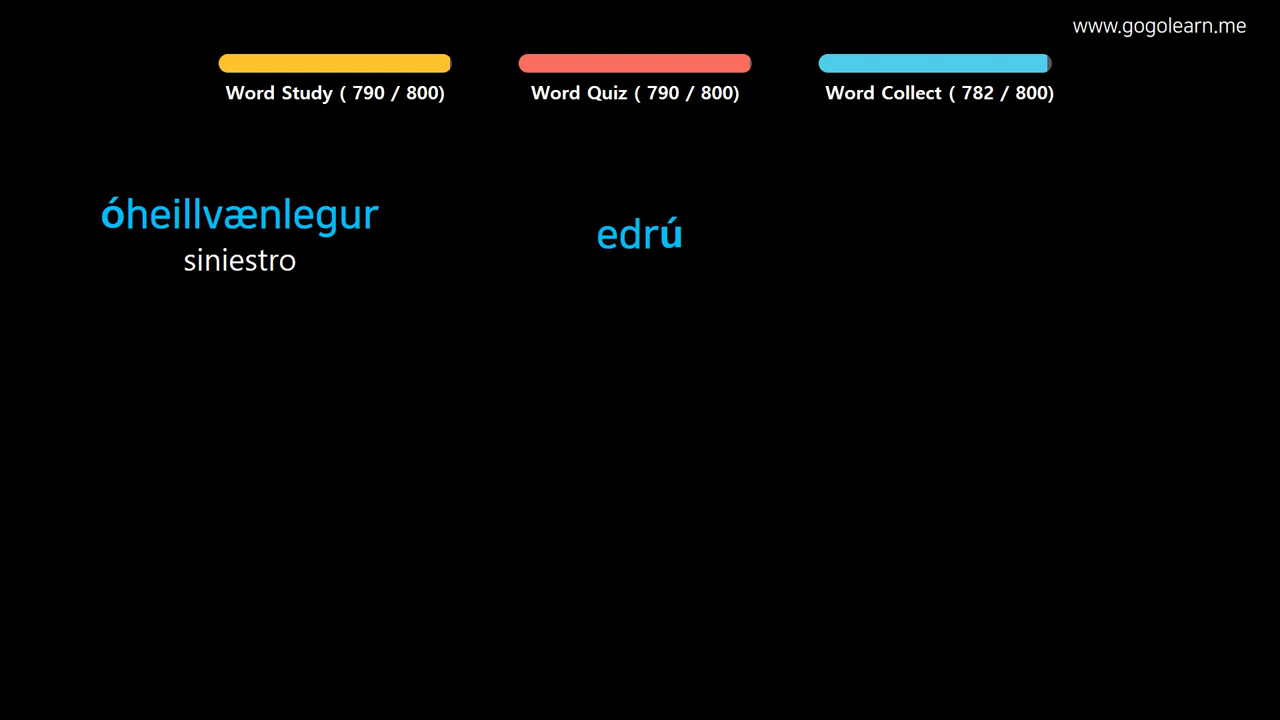 www.gogolearn.me
Word Study ( 790 / 800)
Word Quiz ( 790 / 800)
Word Collect ( 782 / 800)
óheillvænlegur
siniestro
edrú